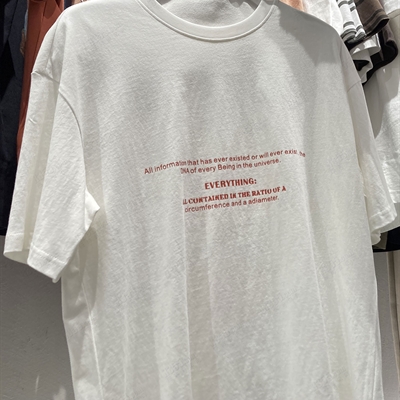 All information that has ever existed or will ever exist, the
DNA of every Being in the universe.
EVERYTHING:
CONTAINED IN THE RATIO OF A
circumference and a adiameter.